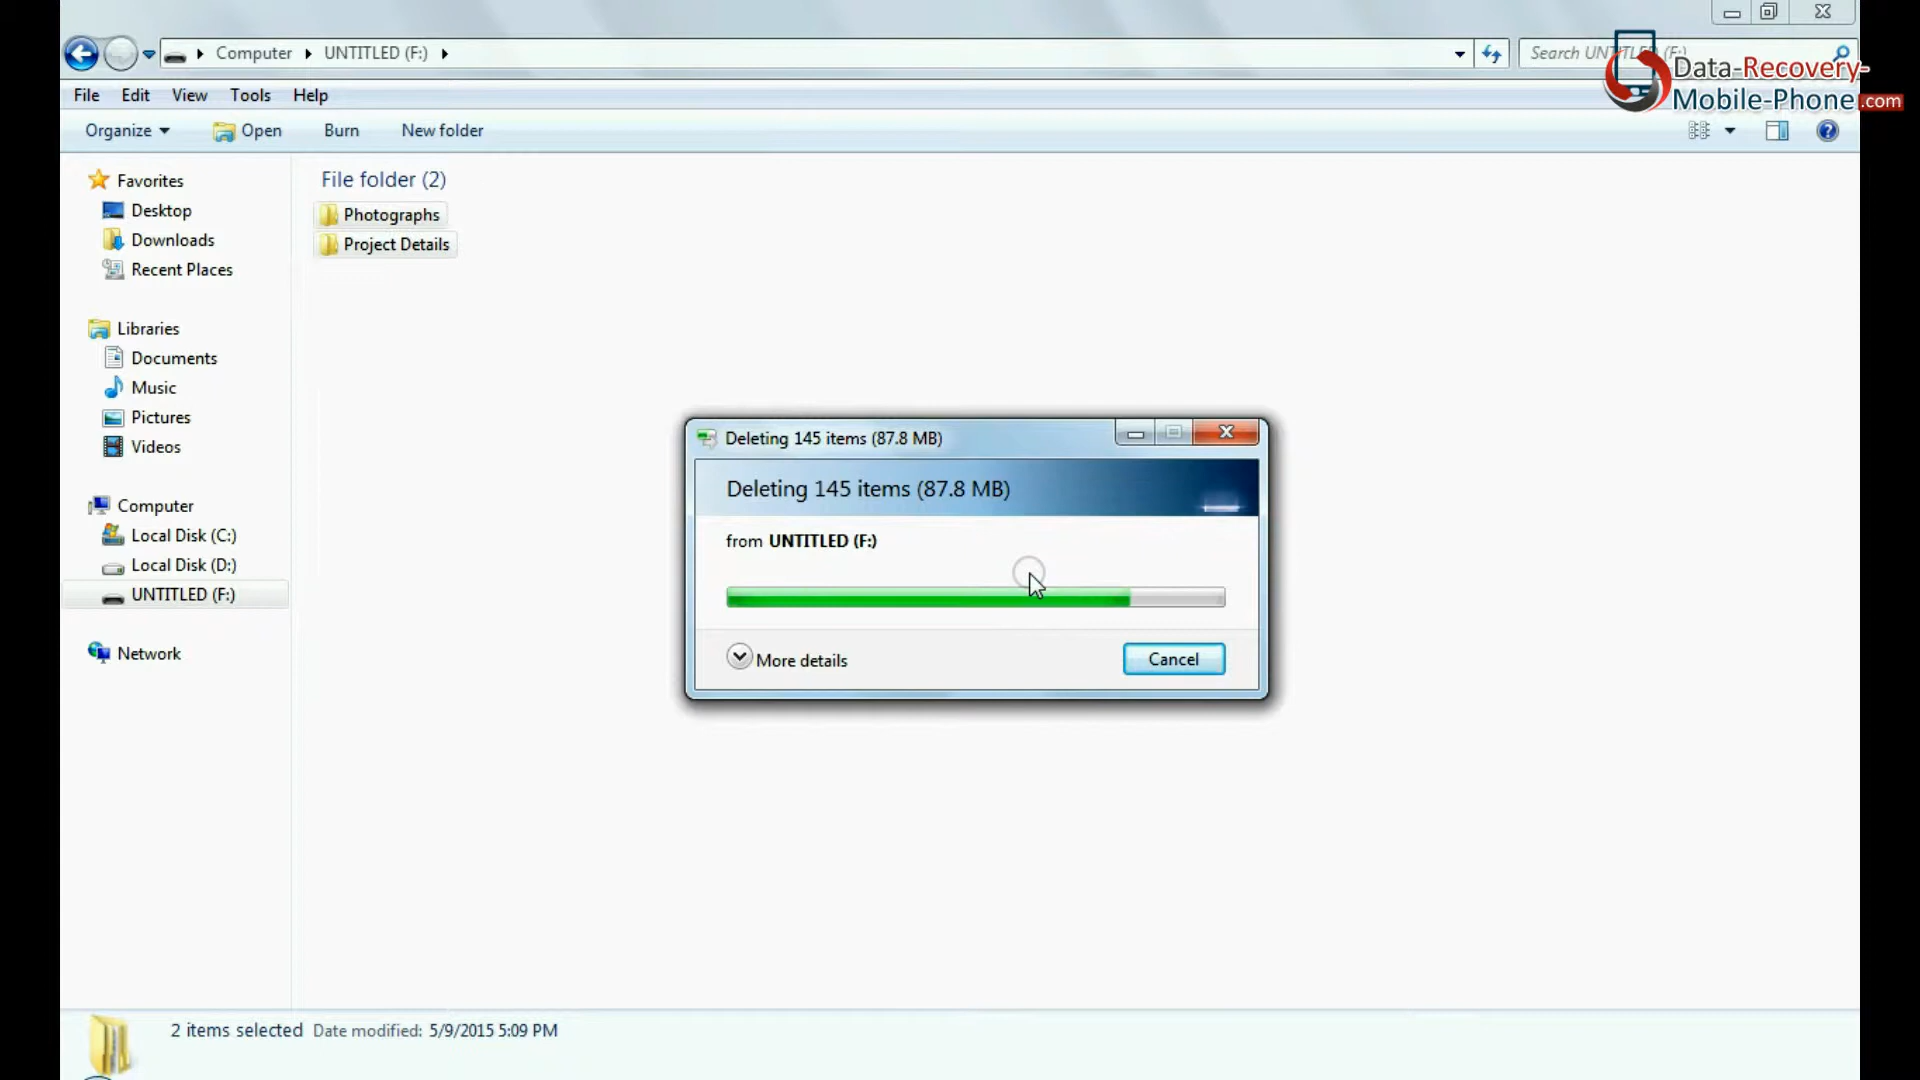 Computer
UNTITLED (F:)
Search UNTITLED (F:)
Data-Recovery-
Mobile-Phone.com
File
Edit
View
Tools
Help
Organize
Open
Burn
New folder
Favorites
Desktop
Downloads
Recent Places
Libraries
Documents
Music
Pictures
Videos
Computer
Local Disk (C:)
Local Disk (D:)
UNTITLED (F:)
Network
File folder (2)
Photographs
Project Details
Deleting 145 items (87.8 MB)
Deleting 145 items (87.8 MB)
from UNTITLED (F:)
More details
Cancel
2 items selected Date modified: 5/9/2015 5:09 PM